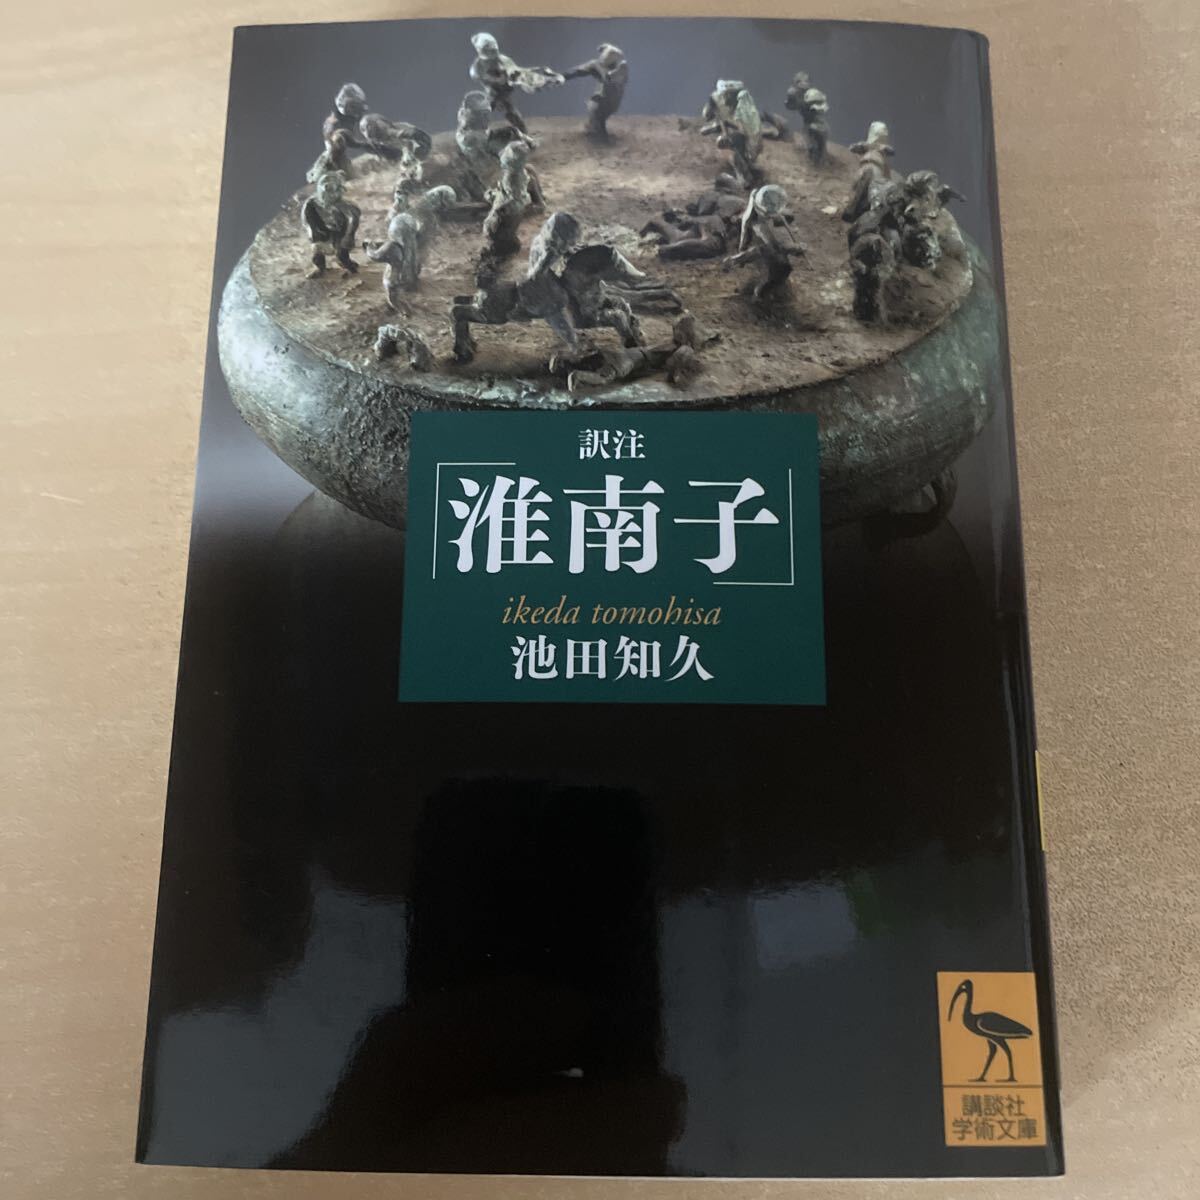 訳注
「淮南子」
ikeda tomohisa
池田知久
講談社
学術文庫